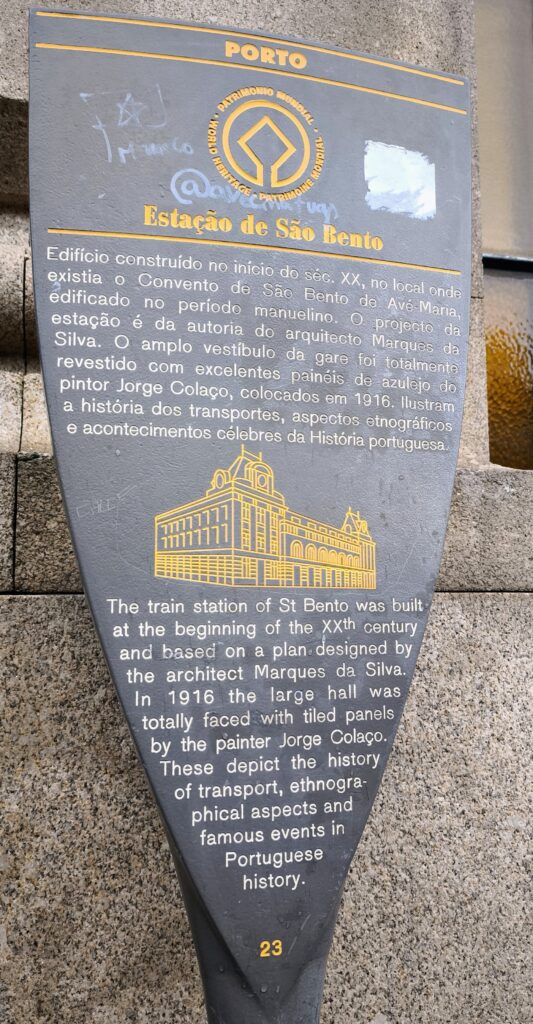 PORTO
PATRIMONIO MUNDIAL
WORLD HERITAGE • PATRIMOINE MONDIAL
Estação de São Bento
Edifício construído no início do séc. XX, no local onde
existia o Convento de São Bento de Avé-Maria,
edificado no período manuelino. O projecto da
estação é da autoria do arquitecto Marques da
Silva. O amplo vestíbulo da gare foi totalmente
revestido com excelentes painéis de azulejo do
pintor Jorge Colaço, colocados em 1916. Ilustram
a história dos transportes, aspectos etnográficos
e acontecimentos célebres da História portuguesa.
The train station of St Bento was built
at the beginning of the XXth century
and based on a plan designed by
the architect Marques da Silva.
In 1916 the large hall was
totally faced with tiled panels
by the painter Jorge Colaço.
These depict the history
of transport, ethnogra-
phical aspects and
famous events in
Portuguese
history.
23